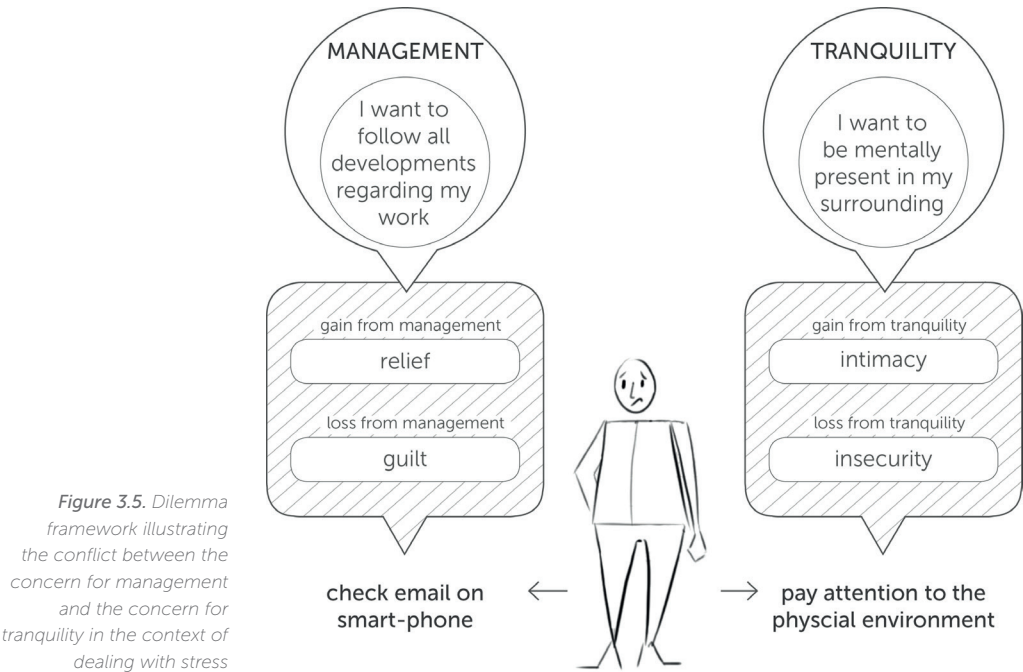 MANAGEMENT
I want to
follow all
developments
regarding my
work
gain from management
relief
loss from management
guilt
check email on
smart-phone
TRANQUILITY
I want to
be mentally
present in my
surrounding
gain from tranquility
intimacy
loss from tranquility
insecurity
pay attention to the
physcial environment
Figure 3.5. Dilemma
framework illustrating
the conflict between the
concern for management
and the concern for
tranquility in the context of
dealing with stress